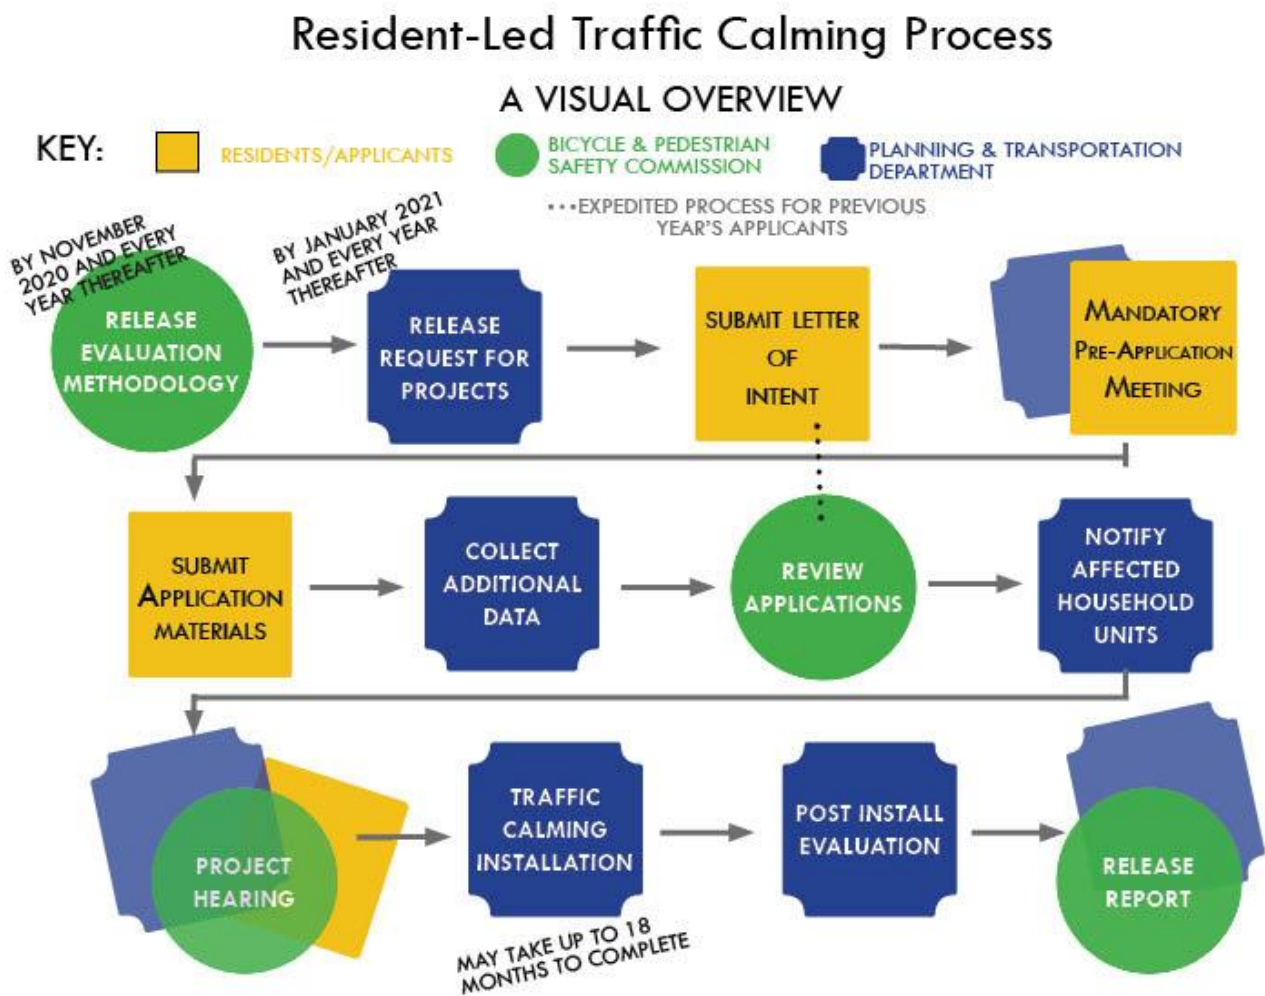 Resident-Led Traffic Calming Process
A VISUAL OVERVIEW
KEY:
RESIDENTS/APPLICANTS
BICYCLE & PEDESTRIAN
SAFETY COMMISSION
PLANNING & TRANSPORTATION
DEPARTMENT
...EXPEDITED PROCESS FOR PREVIOUS
YEAR'S APPLICANTS
BY NOVEMBER
2020 AND EVERY
YEAR THEREAFTER
RELEASE
EVALUATION
METHODOLOGY
BY JANUARY 2021
AND EVERY YEAR
THEREAFTER
RELEASE
REQUEST FOR
PROJECTS
SUBMIT LETTER
OF
INTENT
MANDATORY
PRE-APPLICATION
MEETING
SUBMIT
APPLICATION
MATERIALS
COLLECT
ADDITIONAL
DATA
REVIEW
APPLICATIONS
NOTIFY
AFFECTED
HOUSEHOLD
UNITS
PROJECT
HEARING
TRAFFIC
CALMING
INSTALLATION
MAY TAKE UP TO 18
MONTHS TO COMPLETE
POST INSTALL
EVALUATION
RELEASE
REPORT